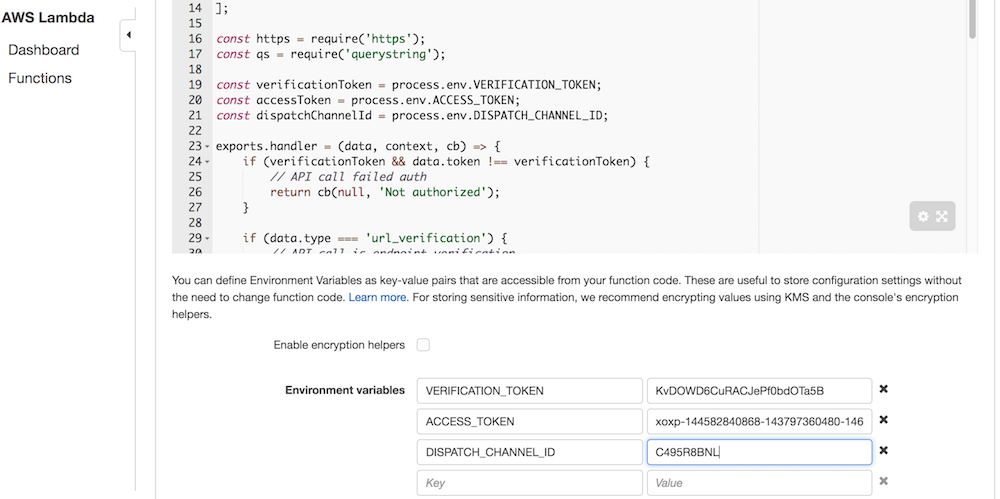 AWS Lambda
Dashboard
Functions
14 ];
15
16 const https = require('https');
17 const qs = require('querystring');
18
19 const verificationToken = process.env.VERIFICATION_TOKEN;
20 const accessToken = process.env.ACCESS_TOKEN;
21 const dispatchChannelId = process.env.DISPATCH_CHANNEL_ID;
22
23 exports.handler = (data, context, cb) => {
24 if (verificationToken && data.token !== verificationToken) {
25 // API call failed auth
26 return cb(null, 'Not authorized');
27 }
28
29 if (data.type === 'url_verification') {
30 // API call is endpoint verification
You can define Environment Variables as key-value pairs that are accessible from your function code. These are useful to store configuration settings without
the need to change function code. Learn more. For storing sensitive information, we recommend encrypting values using KMS and the console's encryption
helpers.
Enable encryption helpers
Environment variables VERIFICATION_TOKEN KvDOWD6CuRACJePf0bdOTa5B
ACCESS_TOKEN xoxp-144582840868-143797360480-146
DISPATCH_CHANNEL_ID C495R8BNL
Key Value